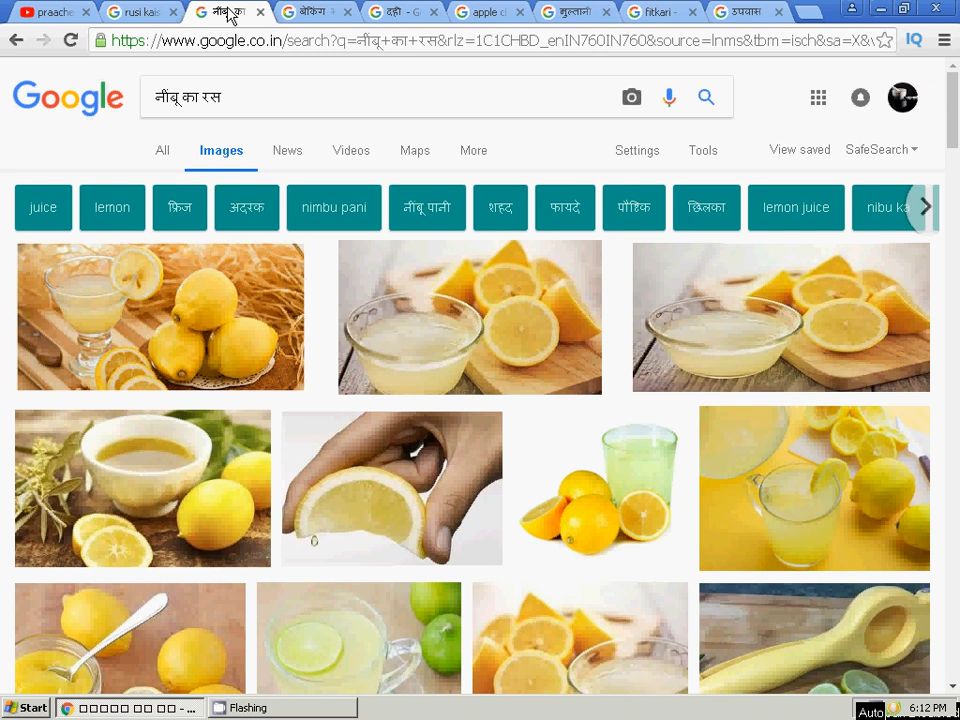 praache
rusi kais
नींबू का
बेकिंग
दही - G
apple ci
मुल्तानी
fitkari -
उपवास
https://www.google.co.in/search?q=नींबू+का+रस&rlz=1C1CHBD_enIN760IN760&source=lnms&tbm=isch&sa=X&
IQ
Google
नींबू का रस
All Images News Videos Maps More Settings Tools View saved SafeSearch
juice lemon फ्रिज अदरक nimbu pani नींबू पानी शहद फायदे पौष्टिक छिलका lemon juice nibu ka
Start
Flashing
6:12 PM